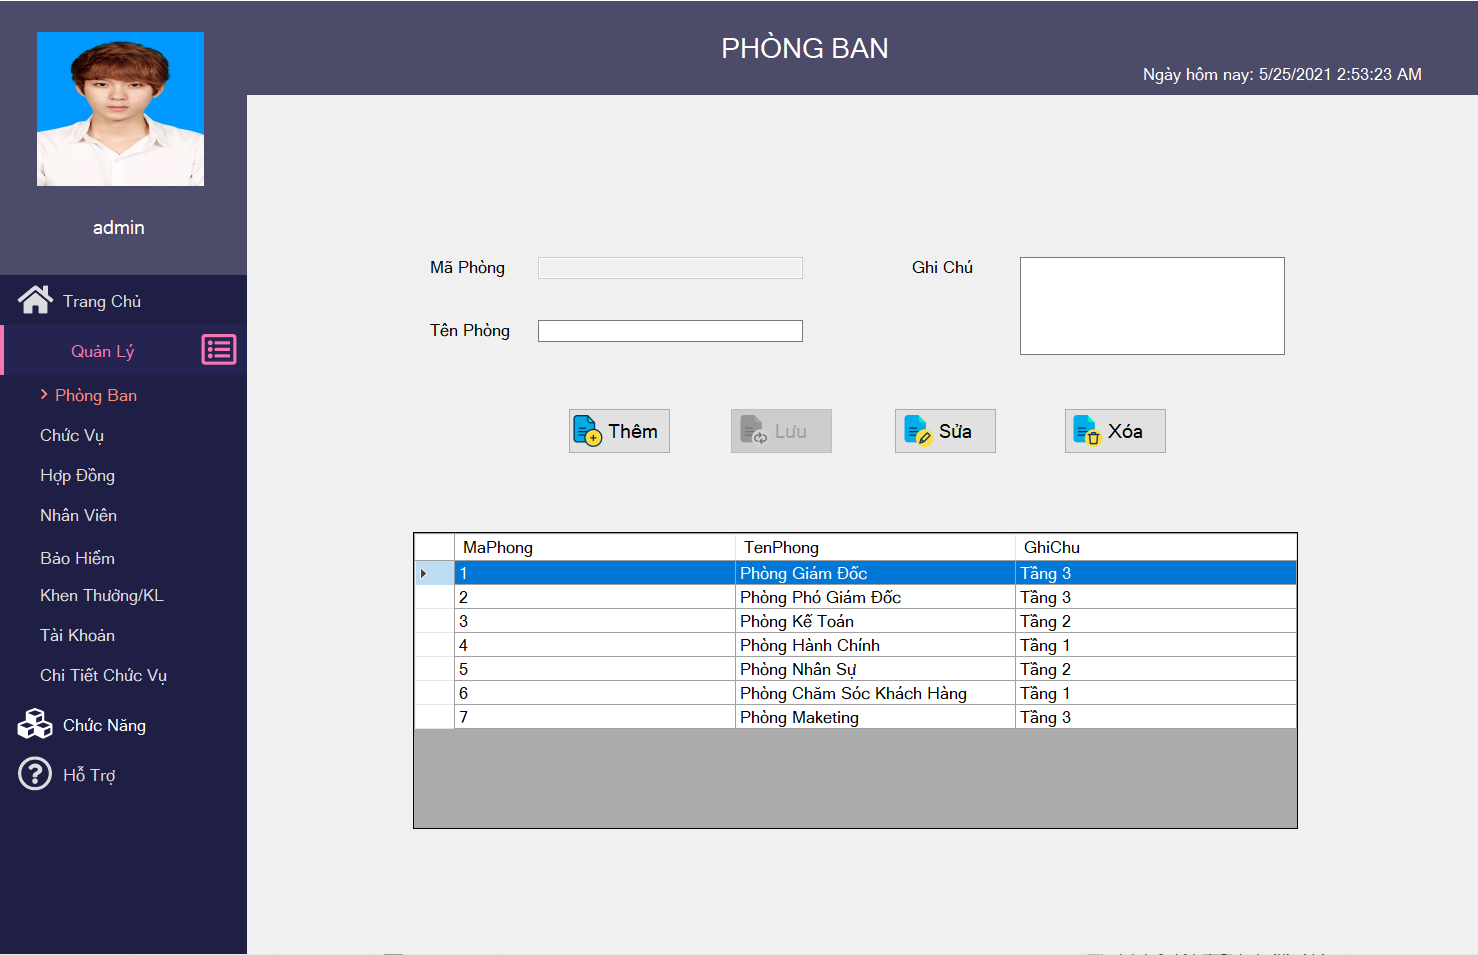 PHÒNG BAN
Ngày hôm nay: 5/25/2021 2:53:23 AM
admin
Trang Chủ
Quản Lý
Phòng Ban
Chức Vụ
Hợp Đồng
Nhân Viên
Bảo Hiểm
Khen Thưởng/KL
Tài Khoản
Chi Tiết Chức Vụ
Chức Năng
Hỗ Trợ
Mã Phòng
Ghi Chú
Tên Phòng
Thêm Lưu Sửa Xóa
MaPhong TenPhong GhiChu
1 Phòng Giám Đốc Tầng 3
2 Phòng Phó Giám Đốc Tầng 3
3 Phòng Kế Toán Tầng 2
4 Phòng Hành Chính Tầng 1
5 Phòng Nhân Sự Tầng 2
6 Phòng Chăm Sóc Khách Hàng Tầng 1
7 Phòng Maketing Tầng 3